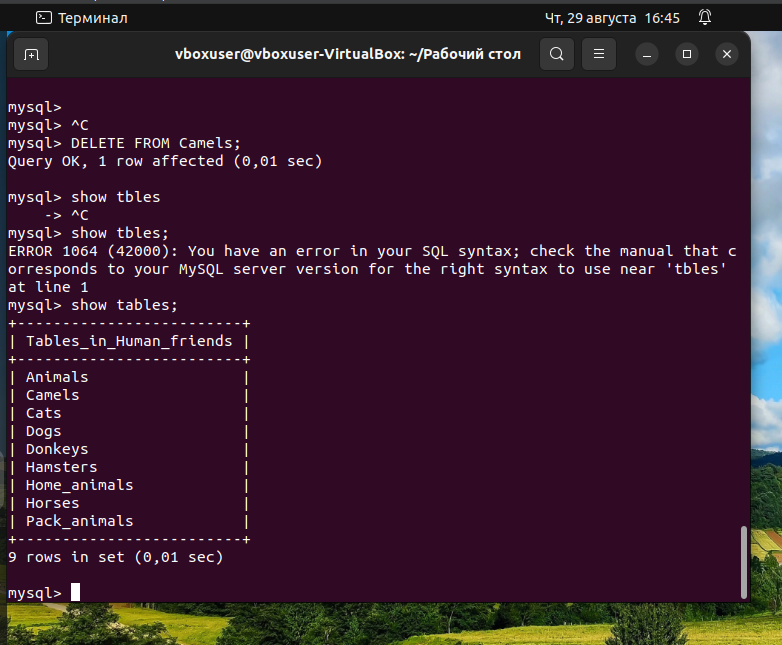 Терминал
Чт, 29 августа 16:45
vboxuser@vboxuser-VirtualBox: ~/Рабочий стол
mysql>
mysql> ^C
mysql> DELETE FROM Camels;
Query OK, 1 row affected (0,01 sec)
mysql> show tbles
    -> ^C
mysql> show tbles;
ERROR 1064 (42000): You have an error in your SQL syntax; check the manual that c
orresponds to your MySQL server version for the right syntax to use near 'tbles'
at line 1
mysql> show tables;
+-------------------------+
| Tables_in_Human_friends |
+-------------------------+
| Animals                 |
| Camels                  |
| Cats                    |
| Dogs                    |
| Donkeys                 |
| Hamsters                |
| Home_animals            |
| Horses                  |
| Pack_animals            |
+-------------------------+
9 rows in set (0,01 sec)
mysql>